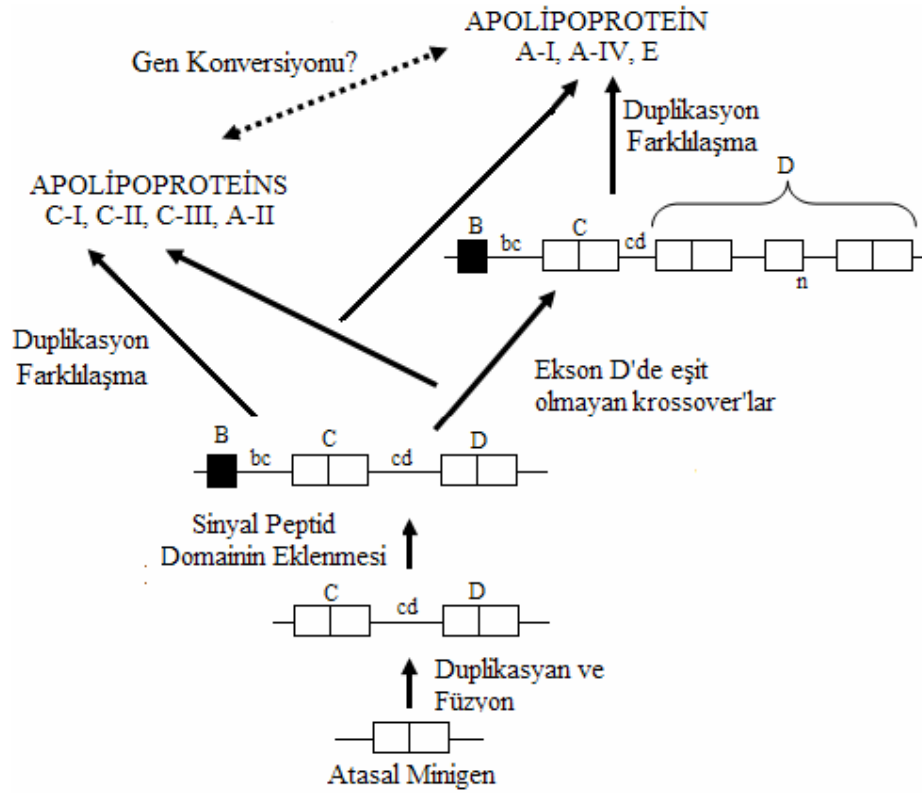 APOLİPOPROTEİN
A-I, A-IV, E
Gen Konversiyonu?
Duplikasyon
Farklılaşma
D
APOLİPOPROTEİNS
C-I, C-II, C-III, A-II
B
bc
C
cd
n
Duplikasyon
Farklılaşma
Ekson D'de eşit
olmayan krossover'lar
B
bc
C
cd
D
Sinyal Peptid
Domainin Eklenmesi
C
cd
D
Duplikasyan ve
Füzyon
Atasal Minigen